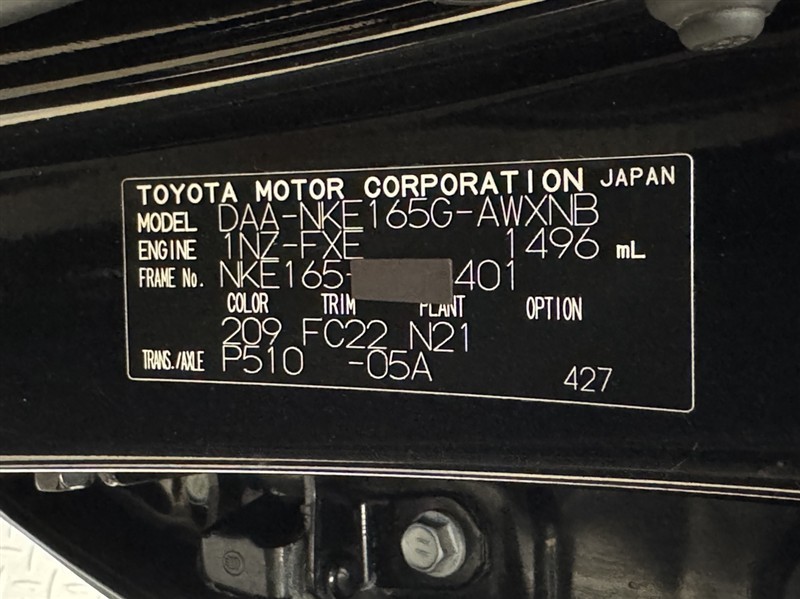 TOYOTA MOTOR CORPORATION JAPAN
MODEL DAA-NKE165G-AWXNB
ENGINE 1NZ-FXE 1496 mL
FRAME No. NKE165- 401
COLOR TRIM PLANT OPTION
209 FC22 N21
TRANS./AXLE P510 -05A
427